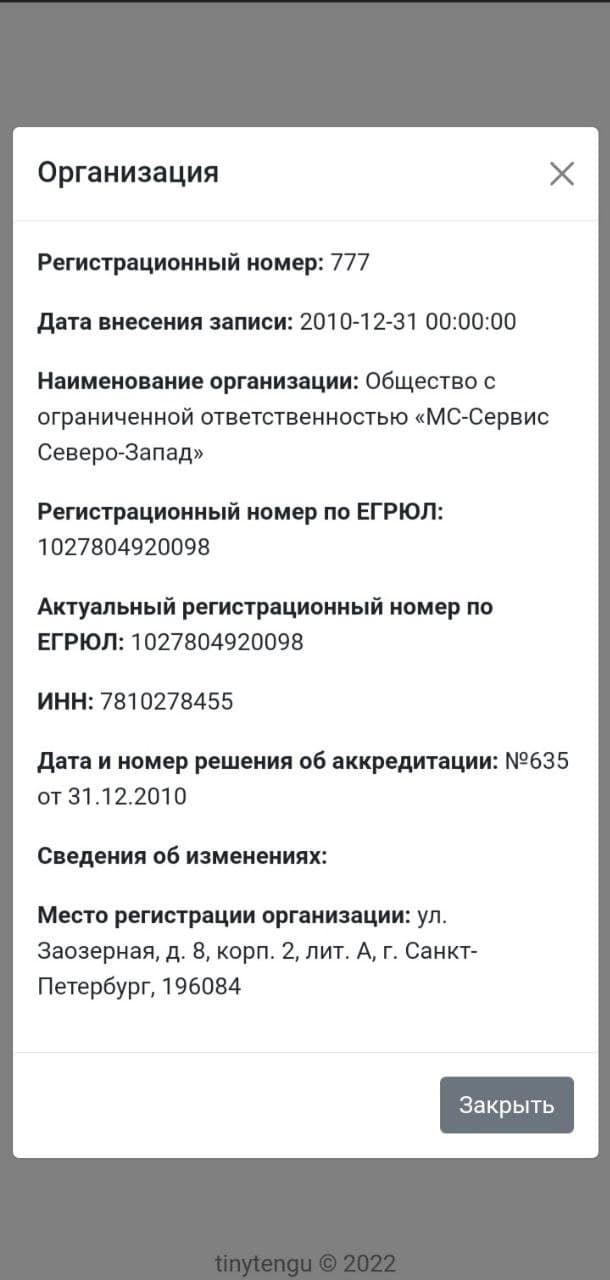 Организация
Регистрационный номер: 777
Дата внесения записи: 2010-12-31 00:00:00
Наименование организации: Общество с
ограниченной ответственностью «МС-Сервис
Северо-Запад»
Регистрационный номер по ЕГРЮЛ:
1027804920098
Актуальный регистрационный номер по
ЕГРЮЛ: 1027804920098
ИНН: 7810278455
Дата и номер решения об аккредитации: №635
от 31.12.2010
Сведения об изменениях:
Место регистрации организации: ул.
Заозерная, д. 8, корп. 2, лит. А, г. Санкт-
Петербург, 196084
Закрыть
tinytengu © 2022